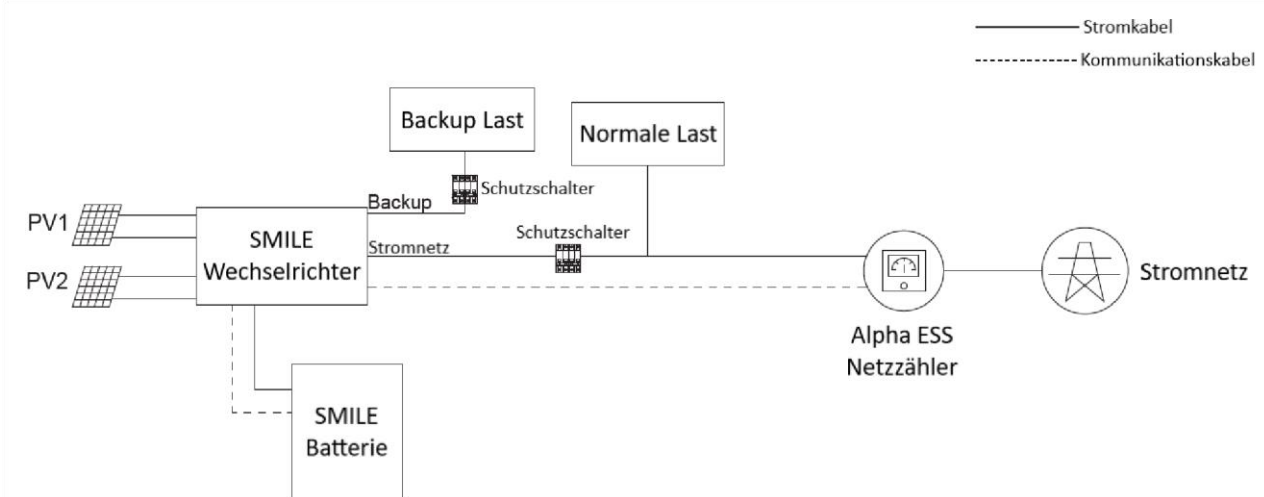 Stromkabel
Kommunikationskabel
Backup Last
Normale Last
Schutzschalter
Backup
PV1
SMILE
Wechselrichter
Schutzschalter
Stromnetz
PV2
Stromnetz
Alpha ESS
Netzzähler
SMILE
Batterie